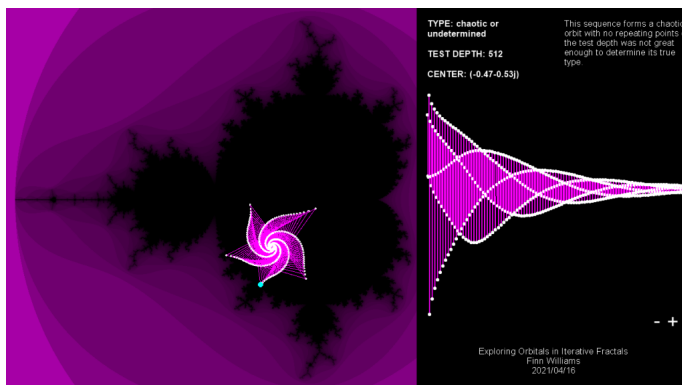 TYPE: chaotic or
undetermined
TEST DEPTH: 512
CENTER: (-0.47-0.53j)
This sequence forms a chaotic
orbit with no repeating points
the test depth was not great
enough to determine its true
type.
- +
Exploring Orbitals in Iterative Fractals
Finn Williams
2021/04/16